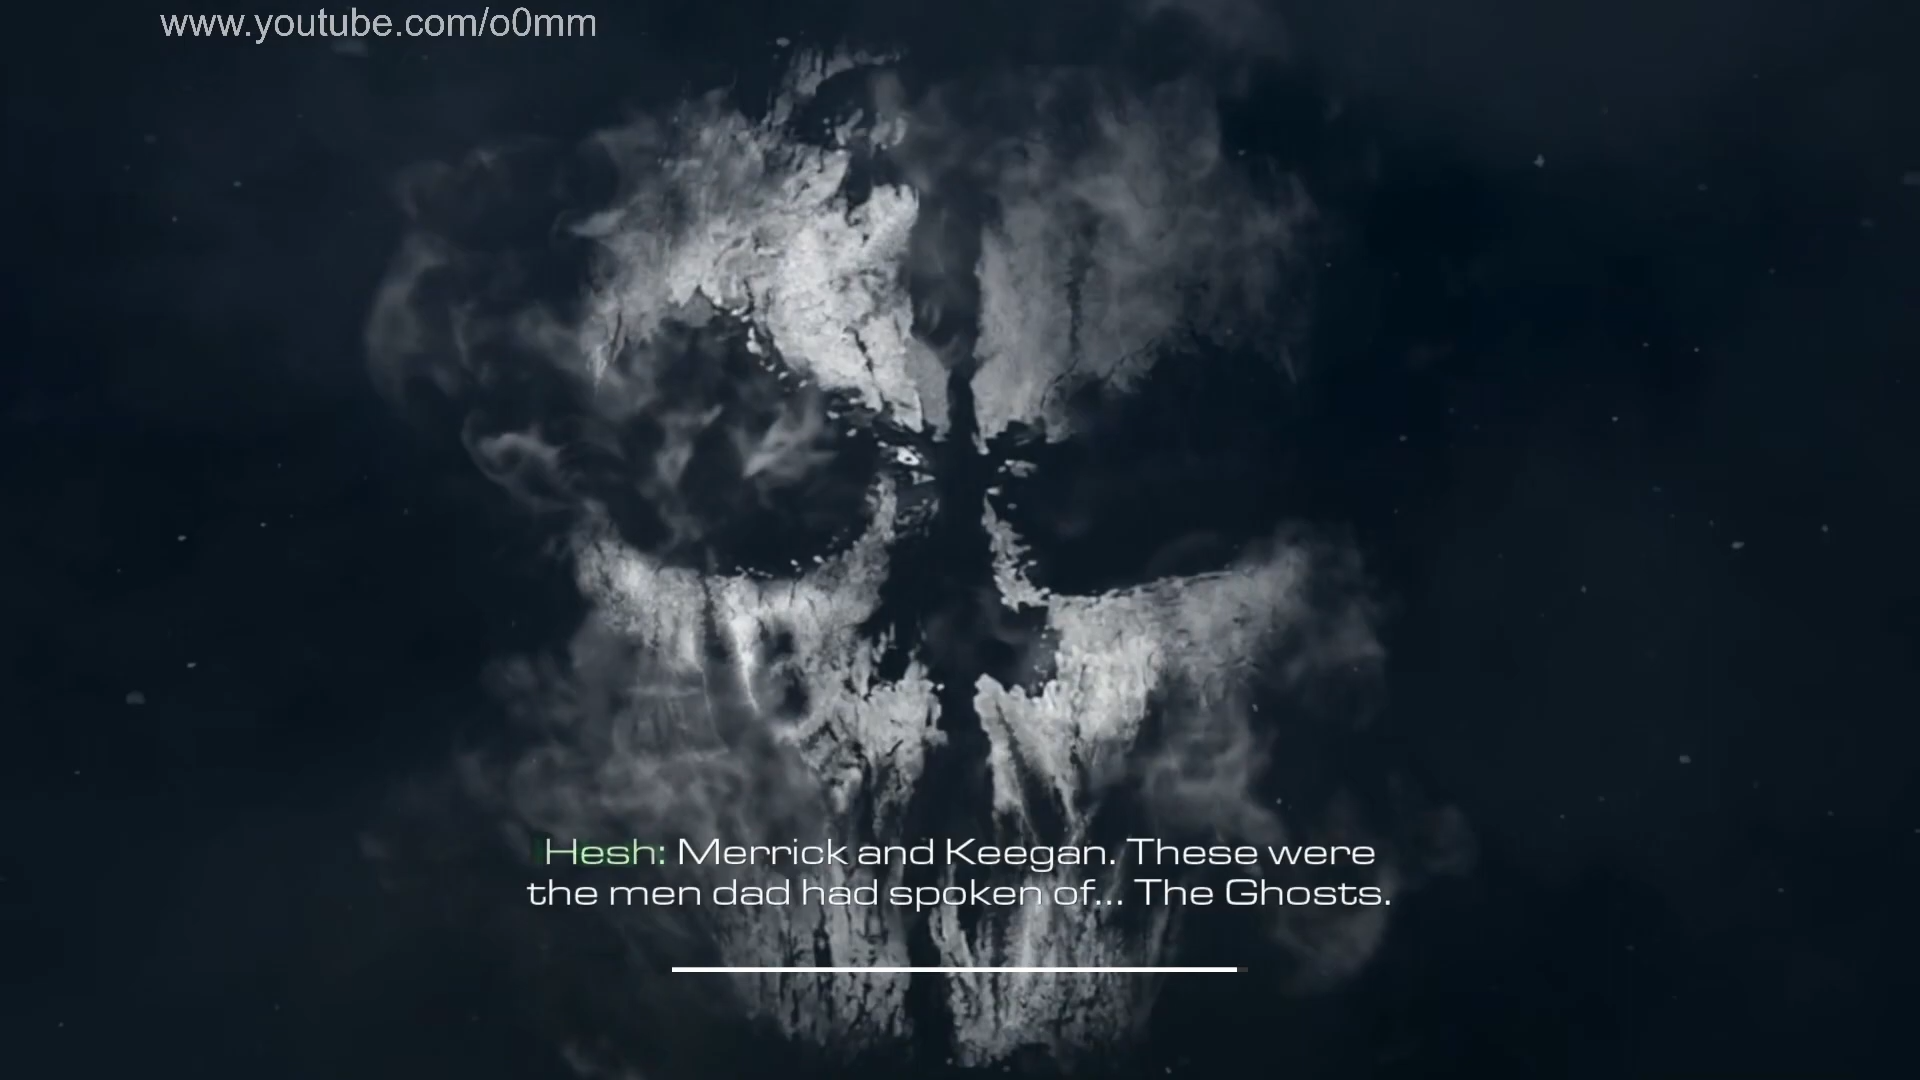 www.youtube.com/o0mm
Hesh: Merrick and Keegan. These were
the men dad had spoken of... The Ghosts.